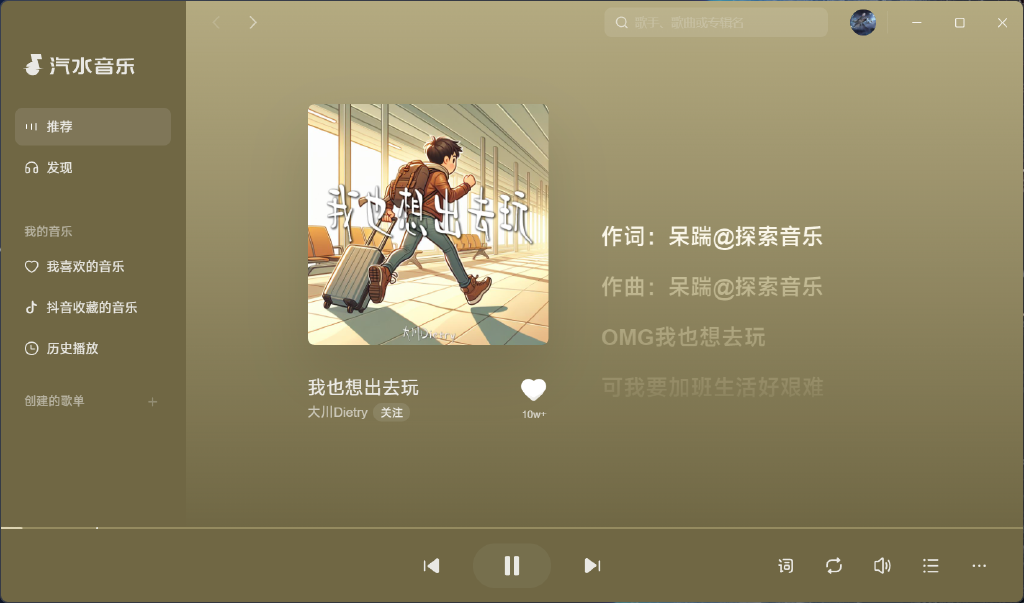 歌手、歌曲或专辑名
汽水音乐
推荐
发现
我的音乐
我喜欢的音乐
抖音收藏的音乐
历史播放
创建的歌单
我也想出去玩
大川Dietry
我也想出去玩
大川Dietry 关注
10w+
作词：呆踹@探索音乐
作曲：呆踹@探索音乐
OMG我也想去玩
可我要加班生活好艰难
词